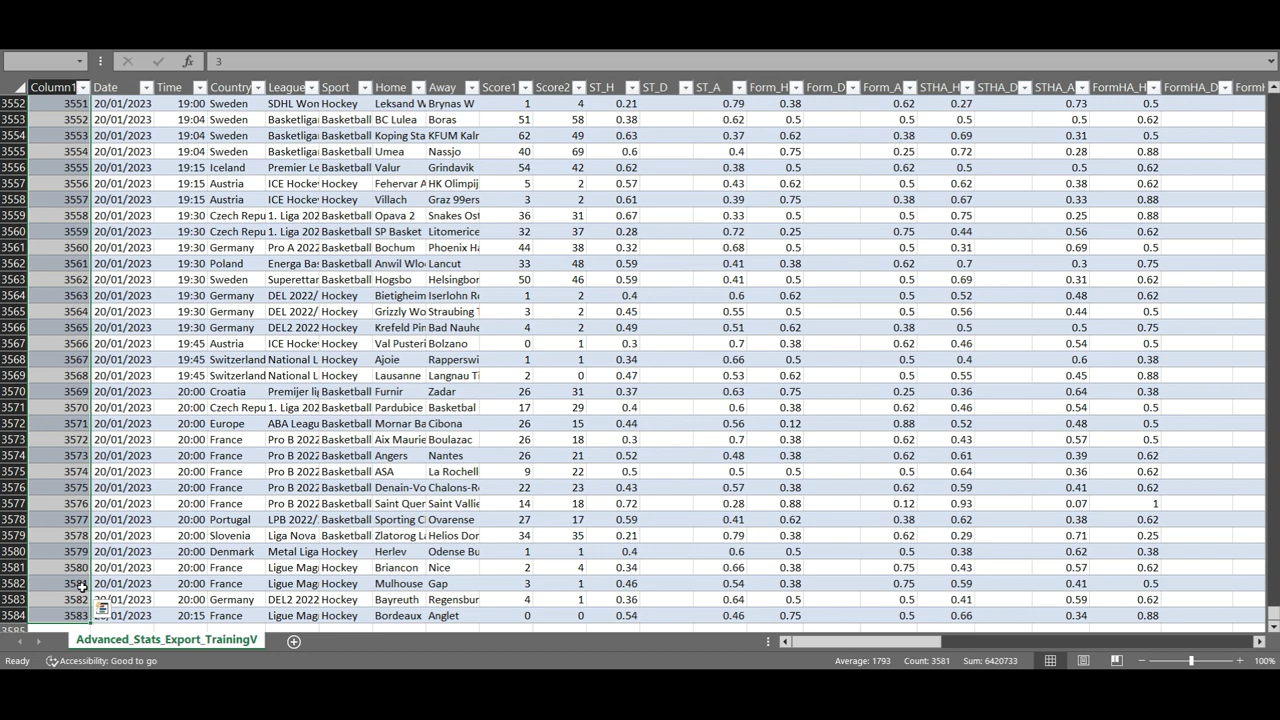 fx 3
Column1 Date Time Country League Sport Home Away Score1 Score2 ST_H ST_D ST_A Form_H Form_D Form_A STHA_H STHA_D STHA_A FormHA_H FormHA_D
3552 3551 20/01/2023 19:00 Sweden SDHL Won Hockey Leksand W Brynas W 1 4 0.21 0.79 0.38 0.62 0.27 0.73 0.5
3553 3552 20/01/2023 19:04 Sweden Basketligar Basketball BC Lulea Boras 51 58 0.38 0.62 0.5 0.5 0.5 0.5 0.62
3554 3553 20/01/2023 19:04 Sweden Basketligar Basketball Koping Sta KFUM Kalr 62 49 0.63 0.37 0.62 0.38 0.69 0.31 0.5
3555 3554 20/01/2023 19:04 Sweden Basketligar Basketball Umea Nassjo 40 69 0.6 0.4 0.75 0.25 0.72 0.28 0.88
3556 3555 20/01/2023 19:15 Iceland Premier Le Basketball Valur Grindavik 54 42 0.62 0.38 0.5 0.5 0.62 0.38 0.62
3557 3556 20/01/2023 19:15 Austria ICE Hocke Hockey Fehervar A HK Olimpij 5 2 0.57 0.43 0.62 0.5 0.62 0.38 0.62
3558 3557 20/01/2023 19:15 Austria ICE Hocke Hockey Villach Graz 99ers 3 2 0.61 0.39 0.75 0.38 0.67 0.33 0.88
3559 3558 20/01/2023 19:30 Czech Repu 1. Liga 202 Basketball Opava 2 Snakes Ost 36 31 0.67 0.33 0.5 0.5 0.75 0.25 0.88
3560 3559 20/01/2023 19:30 Czech Repu 1. Liga 202 Basketball SP Basket Litomerice 32 37 0.28 0.72 0.25 0.75 0.44 0.56 0.62
3561 3560 20/01/2023 19:30 Germany Pro A 2022 Basketball Bochum Phoenix Ha 44 38 0.32 0.68 0.5 0.5 0.31 0.69 0.5
3562 3561 20/01/2023 19:30 Poland Energa Bas Basketball Anwil Wlo Lancut 33 48 0.59 0.41 0.38 0.62 0.7 0.3 0.75
3563 3562 20/01/2023 19:30 Sweden Superettar Basketball Hogsbo Helsingbor 50 46 0.59 0.41 0.38 0.5 0.69 0.31 0.62
3564 3563 20/01/2023 19:30 Germany DEL 2022/ Hockey Bietigheim Iserlohn Ro 1 2 0.4 0.6 0.62 0.5 0.52 0.48 0.62
3565 3564 20/01/2023 19:30 Germany DEL 2022/ Hockey Grizzly Wo Straubing T 3 2 0.45 0.55 0.5 0.5 0.56 0.44 0.5
3566 3565 20/01/2023 19:30 Germany DEL2 2022 Hockey Krefeld Pin Bad Nauhe 4 2 0.49 0.51 0.62 0.38 0.5 0.5 0.75
3567 3566 20/01/2023 19:45 Italy ICE Hocke Hockey Val Pusteri Bolzano 0 1 0.3 0.7 0.38 0.62 0.38 0.62 0.5
3568 3567 20/01/2023 19:45 Switzerland National L Hockey Ajoie Rapperswi 1 1 0.34 0.66 0.5 0.5 0.4 0.6 0.38
3569 3568 20/01/2023 19:45 Switzerland National L Hockey Lausanne Langnau Ti 2 0 0.47 0.53 0.62 0.38 0.55 0.45 0.88
3570 3569 20/01/2023 20:00 Croatia Premijer lig Basketball Furnir Zadar 26 31 0.37 0.63 0.75 0.25 0.36 0.64 0.5
3571 3570 20/01/2023 20:00 Czech Repu 1. Liga 202 Basketball Pardubice Basketbal 17 29 0.4 0.6 0.38 0.62 0.46 0.54 0.5
3572 3571 20/01/2023 20:00 Europe ABA Leagu Basketball Mornar Ba Cibona 26 15 0.44 0.56 0.12 0.88 0.52 0.48 0.5
3573 3572 20/01/2023 20:00 France Pro B 2022 Basketball Aix Maurie Boulazac 26 18 0.3 0.7 0.38 0.62 0.43 0.57 0.5
3574 3573 20/01/2023 20:00 France Pro B 2022 Basketball Angers Nantes 26 21 0.52 0.48 0.38 0.5 0.61 0.39 0.62
3575 3574 20/01/2023 20:00 France Pro B 2022 Basketball ASA La Rochell 9 22 0.5 0.5 0.5 0.5 0.64 0.36 0.62
3576 3575 20/01/2023 20:00 France Pro B 2022 Basketball Denain-Vo Chalons-R 22 23 0.43 0.57 0.38 0.62 0.59 0.41 0.62
3577 3576 20/01/2023 20:00 France Pro B 2022 Basketball Saint Quer Saint Vallie 14 18 0.72 0.28 0.88 0.12 0.93 0.07 1
3578 3577 20/01/2023 20:00 Portugal LPB 2022/. Basketball Sporting C Ovarense 27 17 0.59 0.41 0.62 0.38 0.62 0.38 0.62
3579 3578 20/01/2023 20:00 Slovenia Liga Nova Basketball Zlatorog La Helios Dor 34 35 0.21 0.79 0.38 0.62 0.29 0.71 0.25
3580 3579 20/01/2023 20:00 Denmark Metal Liga Hockey Herlev Odense Bu 1 1 0.4 0.6 0.5 0.5 0.38 0.62 0.38
3581 3580 20/01/2023 20:00 France Ligue Mag Hockey Briancon Nice 2 4 0.34 0.66 0.38 0.75 0.43 0.57 0.5
3582 3581 20/01/2023 20:00 France Ligue Mag Hockey Mulhouse Gap 3 1 0.46 0.54 0.38 0.75 0.59 0.41 0.5
3583 3582 20/01/2023 20:00 Germany DEL2 2022 Hockey Bayreuth Regensbur 4 1 0.36 0.64 0.5 0.5 0.41 0.59 0.62
3584 3583 20/01/2023 20:15 France Ligue Mag Hockey Bordeaux Anglet 0 0 0.54 0.46 0.5 0.5 0.66 0.34 0.88
Advanced_Stats_Export_TrainingV
Ready Accessibility: Good to go Average: 1793 Count: 3581 Sum: 6420733 100%